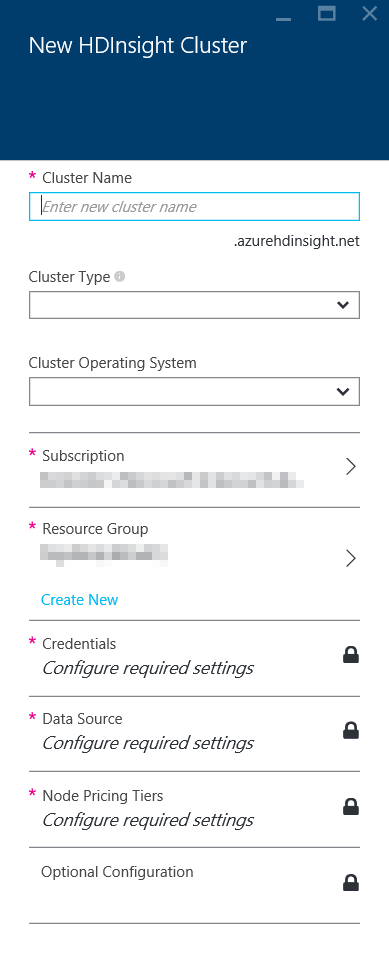 New HDInsight Cluster
* Cluster Name
Enter new cluster name
.azurehdinsight.net
Cluster Type
Cluster Operating System
* Subscription
* Resource Group
Create New
* Credentials
Configure required settings
* Data Source
Configure required settings
* Node Pricing Tiers
Configure required settings
Optional Configuration